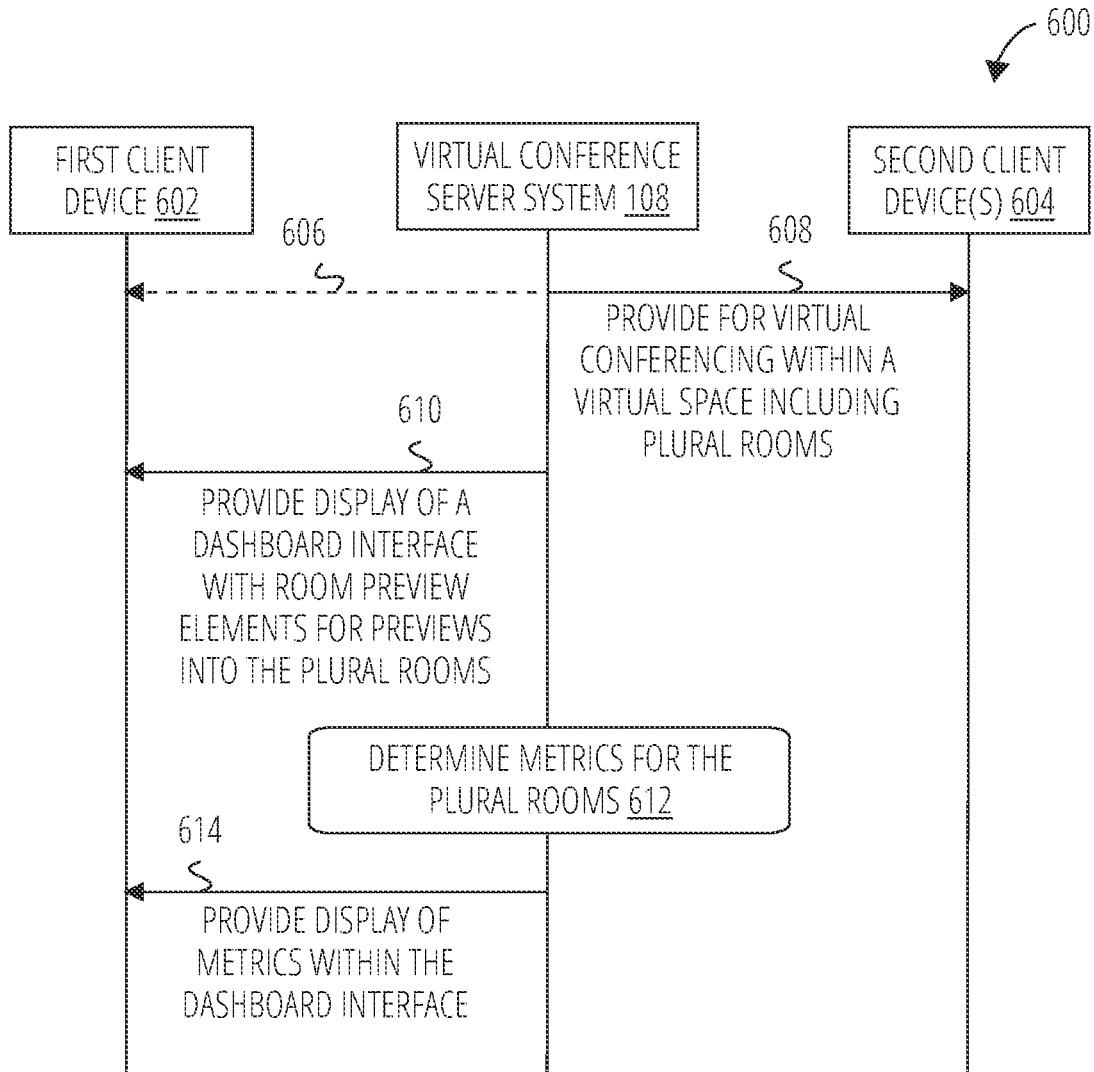 600
FIRST CLIENT
DEVICE 602
VIRTUAL CONFERENCE
SERVER SYSTEM 108
SECOND CLIENT
DEVICE(S) 604
606
608
PROVIDE FOR VIRTUAL
CONFERENCING WITHIN A
VIRTUAL SPACE INCLUDING
PLURAL ROOMS
610
PROVIDE DISPLAY OF A
DASHBOARD INTERFACE
WITH ROOM PREVIEW
ELEMENTS FOR PREVIEWS
INTO THE PLURAL ROOMS
DETERMINE METRICS FOR THE
PLURAL ROOMS 612
614
PROVIDE DISPLAY OF
METRICS WITHIN THE
DASHBOARD INTERFACE